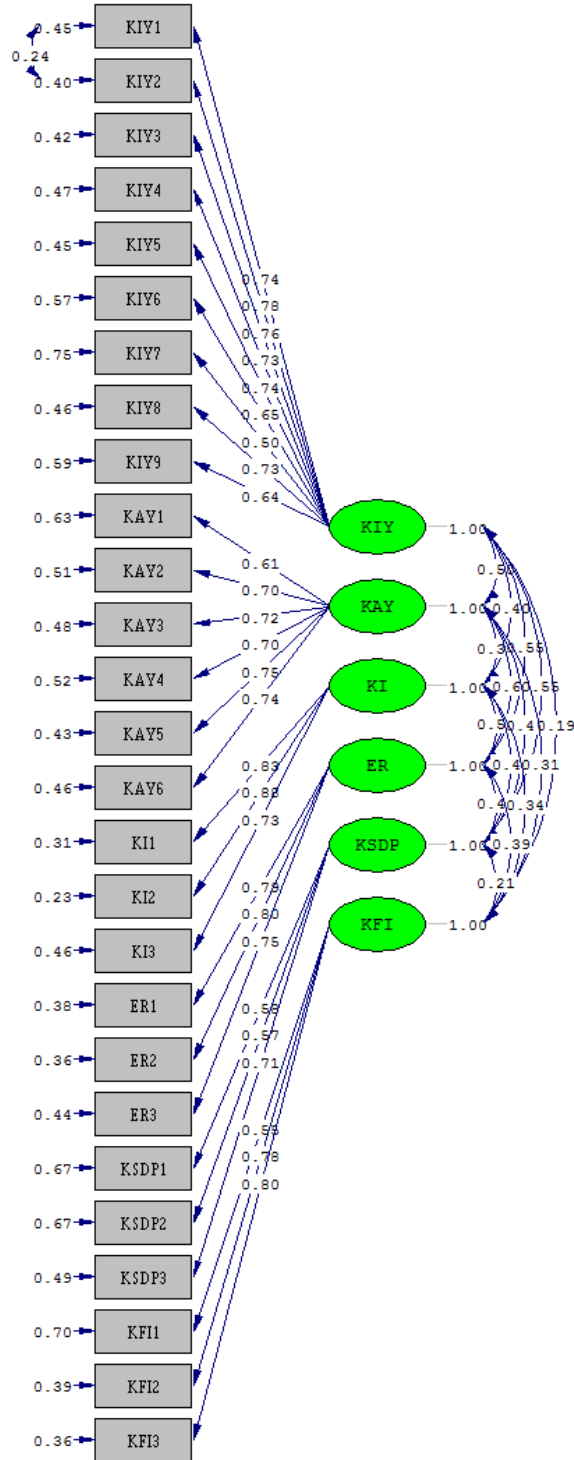 0.45 KIY1
0.24
0.40 KIY2
0.42 KIY3
0.47 KIY4
0.45 KIY5
0.57 KIY6
0.75 KIY7
0.46 KIY8
0.59 KIY9
0.63 KAY1
0.51 KAY2
0.48 KAY3
0.52 KAY4
0.43 KAY5
0.46 KAY6
0.31 KI1
0.23 KI2
0.46 KI3
0.38 ER1
0.36 ER2
0.44 ER3
0.67 KSDP1
0.67 KSDP2
0.49 KSDP3
0.70 KFI1
0.39 KFI2
0.36 KFI3
0.74
0.78
0.76
0.73
0.74
0.65
0.50
0.73
0.64
0.61
0.70
0.72
0.70
0.75
0.74
0.83
0.73
0.79
0.80
0.75
0.57
0.71
0.78
0.80
KIY 1.00
KAY 1.00
KI 1.00
ER 1.00
KSDP 1.00
KFI 1.00
0.40
0.55
0.55
0.19
0.31
0.34
0.39
0.21